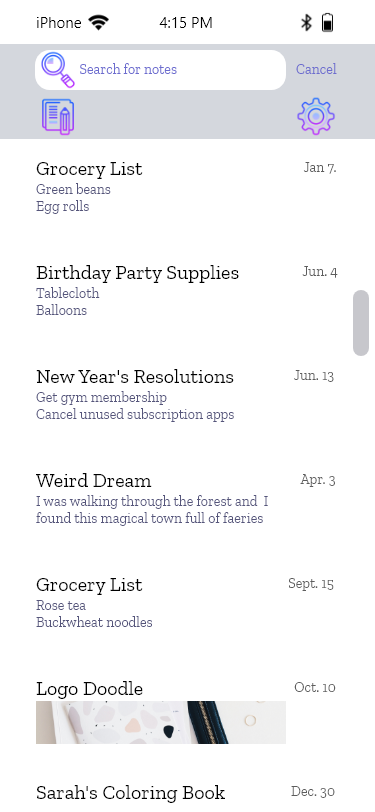 iPhone 4:15 PM
Search for notes Cancel
Grocery List Jan 7.
Green beans
Egg rolls
Birthday Party Supplies Jun. 4
Tablecloth
Balloons
New Year's Resolutions Jun. 13
Get gym membership
Cancel unused subscription apps
Weird Dream Apr. 3
I was walking through the forest and I
found this magical town full of faeries
Grocery List Sept. 15
Rose tea
Buckwheat noodles
Logo Doodle Oct. 10
Sarah's Coloring Book Dec. 30